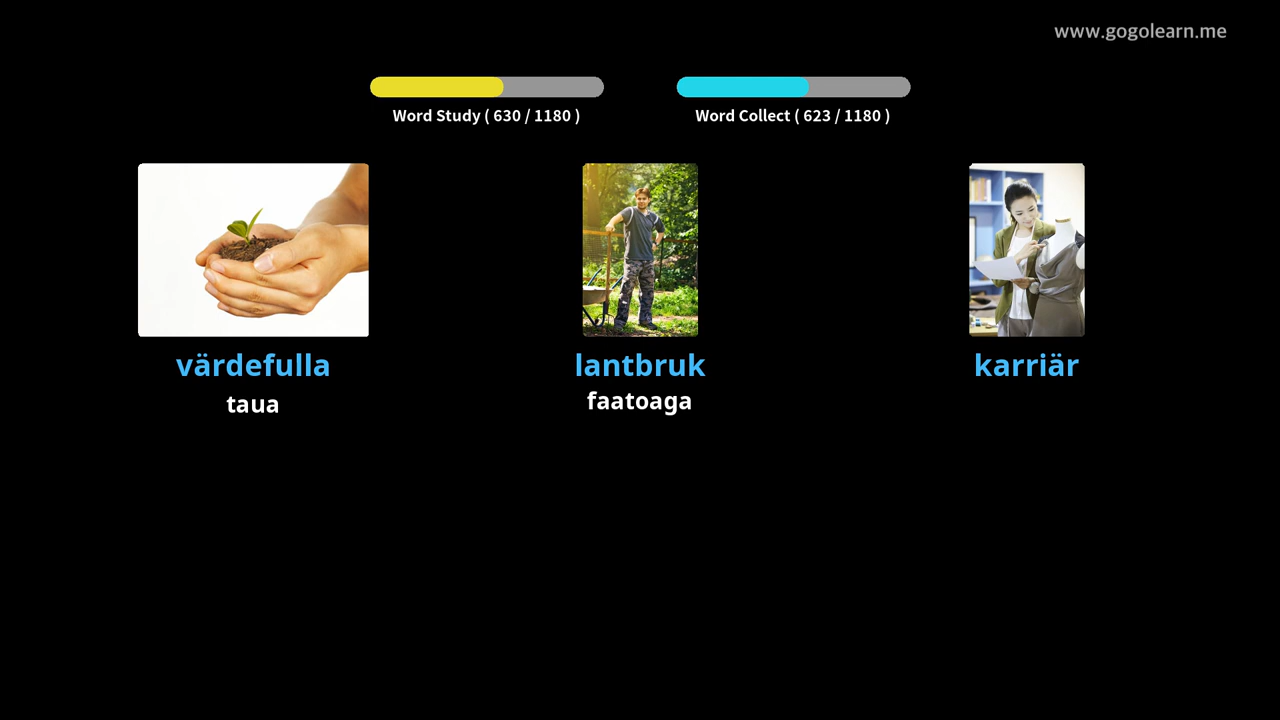 www.gogolearn.me
Word Study ( 630 / 1180 )
Word Collect ( 623 / 1180 )
värdefulla
taua
lantbruk
faatoaga
karriär